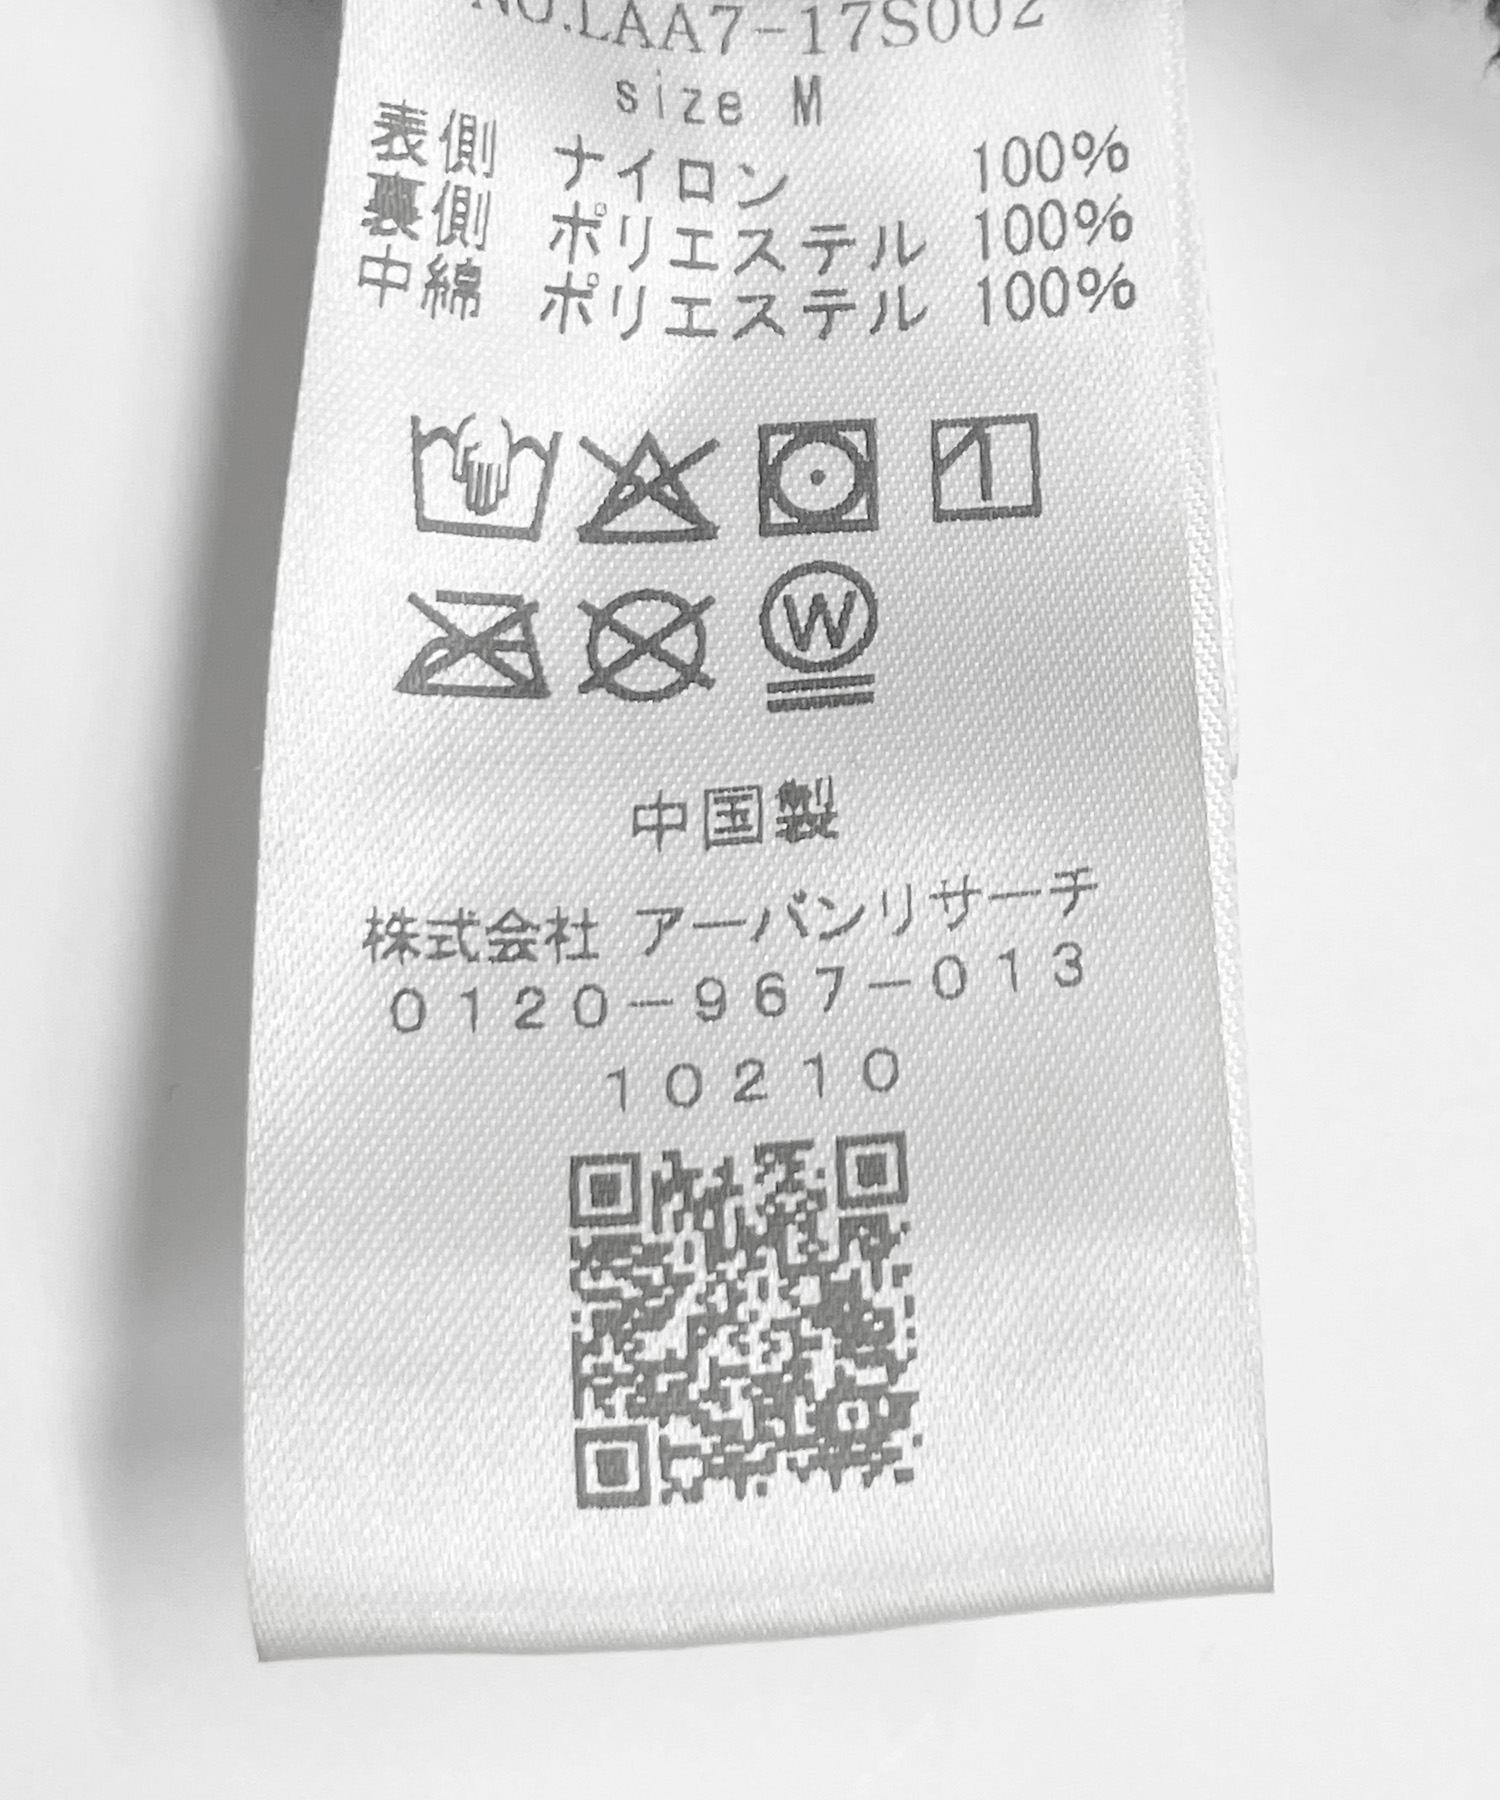 NO.LAA7-17S002
size M
表側 ナイロン 100%
裏側 ポリエステル 100%
中綿 ポリエステル 100%
W
中国製
株式会社 アーバンリサーチ
0120-967-013
10210